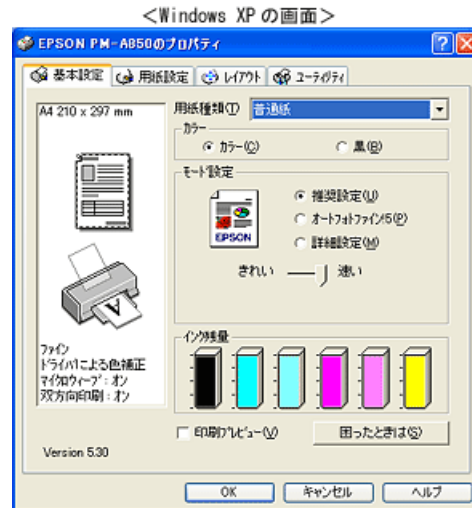 ＜Windows XP の画面＞
EPSON PM-A850のプロパティ
基本設定
用紙設定
レイアウト
ユーティリティ
A4 210 x 297 mm
用紙種類(T)
普通紙
カラー
カラー(C)
黒(B)
モード設定
推奨設定(U)
オートフォトファイン!5(P)
詳細設定(M)
EPSON
きれい
速い
ファイン
ドライバによる色補正
マイクロウィーブ：オン
双方向印刷：オン
インク残量
印刷プレビュー(V)
困ったときは(S)
Version 5.30
OK
キャンセル
ヘルプ